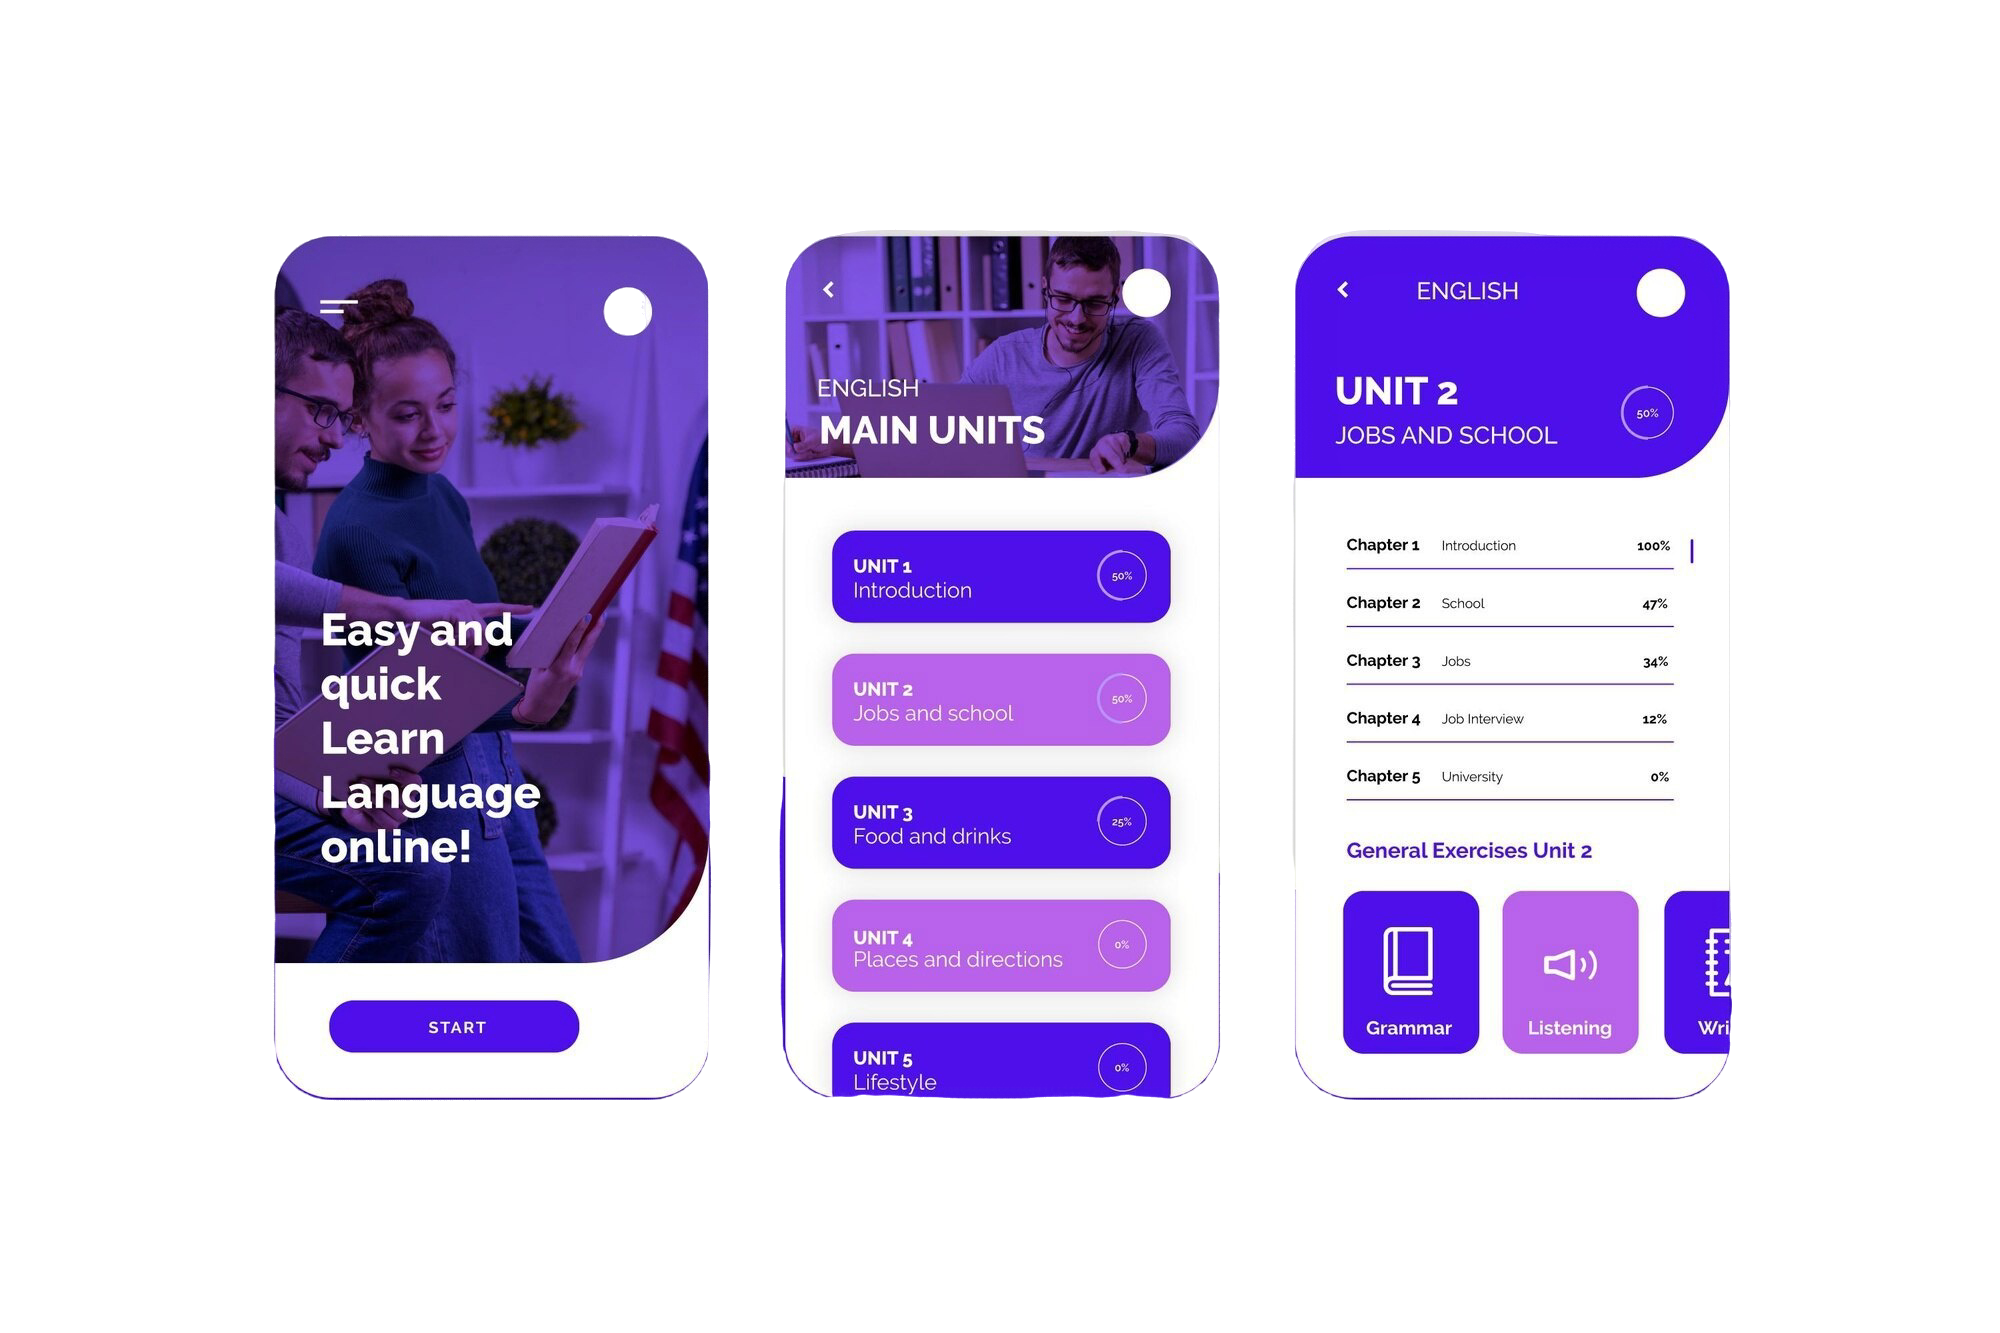 Easy and
quick
Learn
Language
online!
START
ENGLISH
MAIN UNITS
UNIT 1
Introduction
50%
UNIT 2
Jobs and school
50%
UNIT 3
Food and drinks
25%
UNIT 4
Places and directions
0%
UNIT 5
Lifestyle
0%
ENGLISH
UNIT 2
JOBS AND SCHOOL
50%
Chapter 1 Introduction 100%
Chapter 2 School 47%
Chapter 3 Jobs 34%
Chapter 4 Job Interview 12%
Chapter 5 University 0%
General Exercises Unit 2
Grammar
Listening
Wri